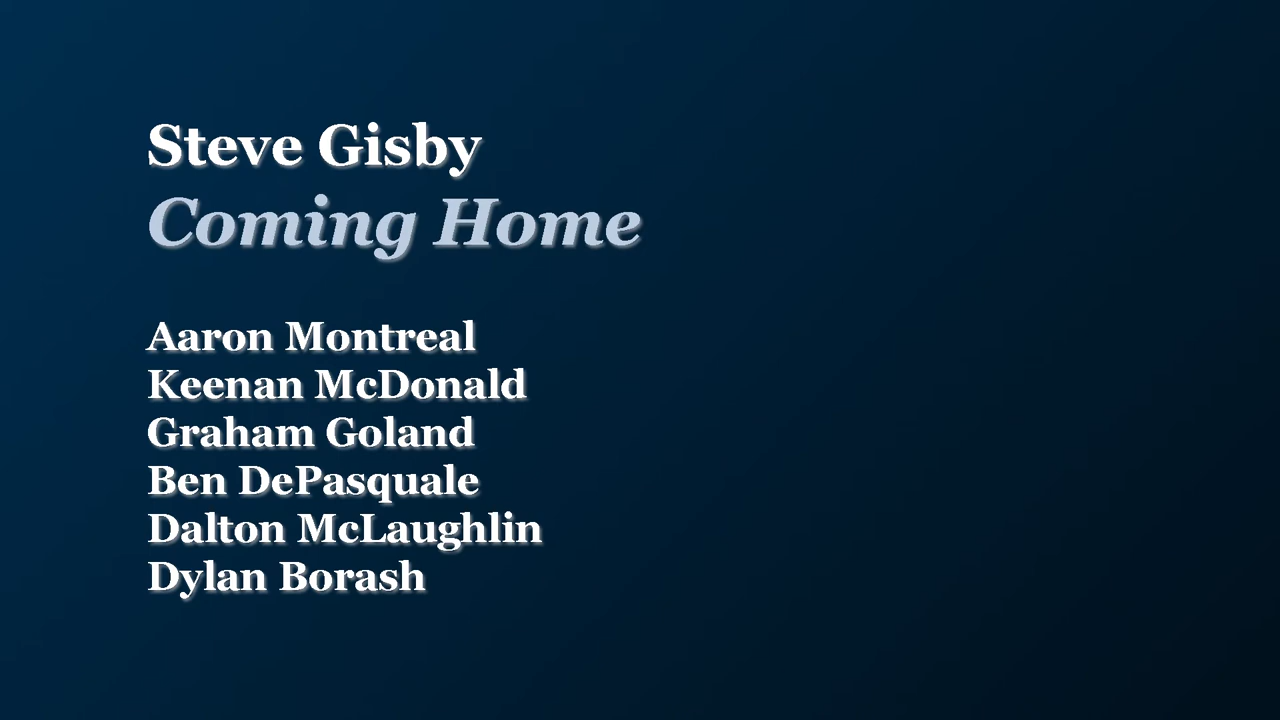 Steve Gisby
Coming Home
Aaron Montreal
Keenan McDonald
Graham Goland
Ben DePasquale
Dalton McLaughlin
Dylan Borash